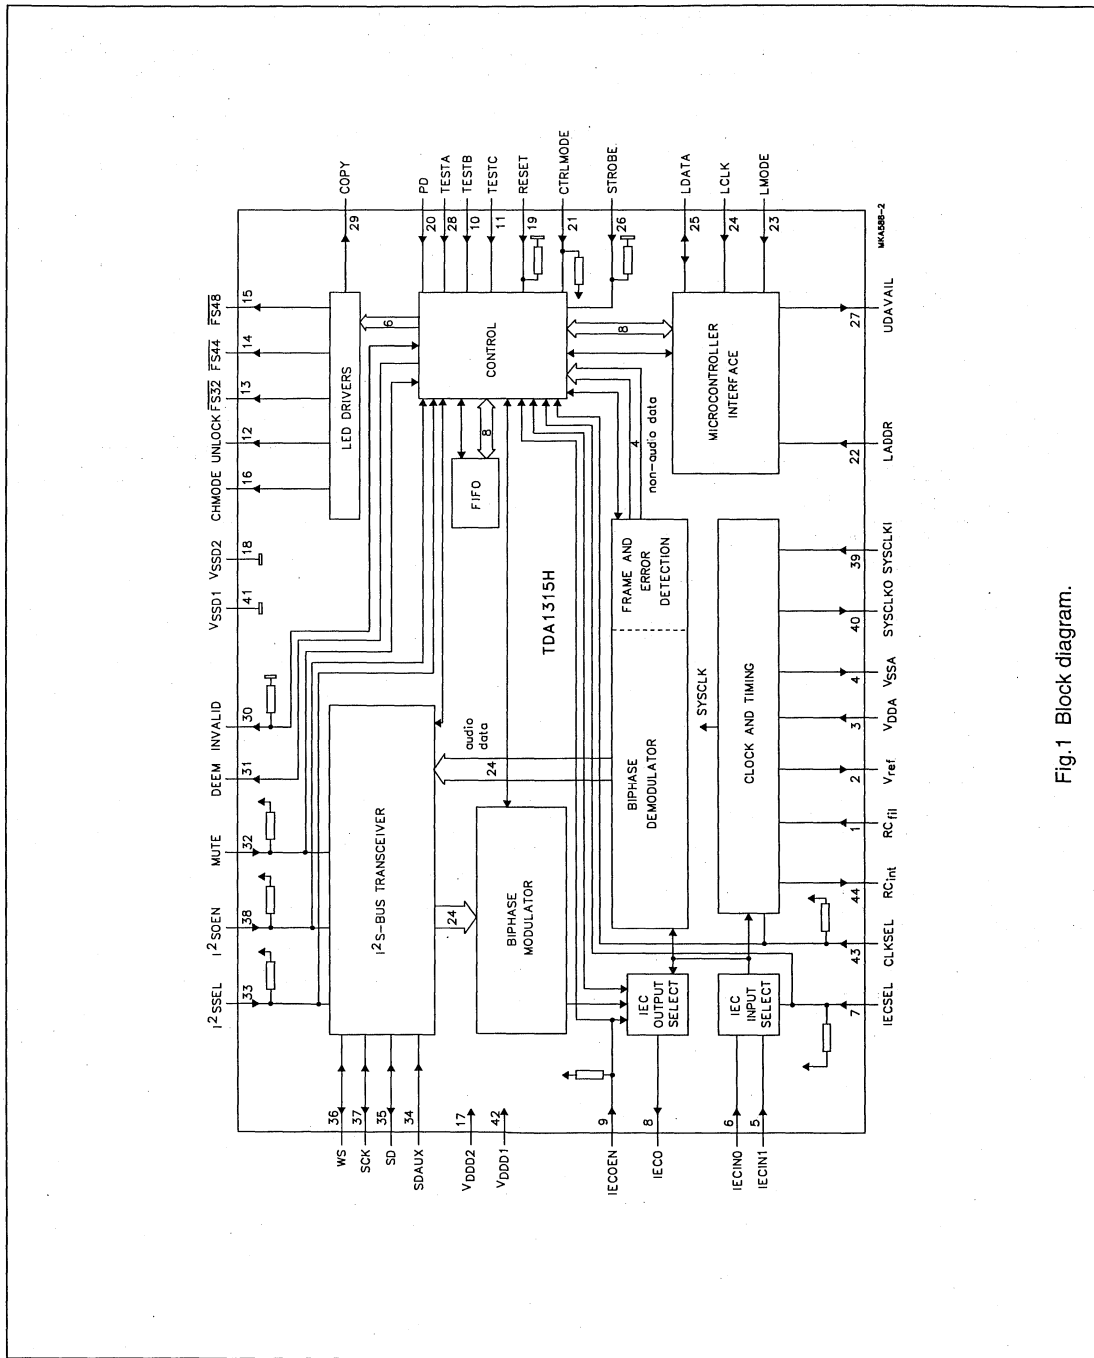 I²SSEL
I²SOEN
MUTE
DEEM
INVALID
VSSD1
VSSD2
CHMODE
UNLOCK
FS32
FS44
FS48
33
38
32
31
30
41
18
16
12
13
14
15
LED DRIVERS
29
COPY
WS
36
SCK
37
SD
35
SDAUX
34
I²S-BUS TRANSCEIVER
6
CONTROL
20
PD
28
TESTA
10
TESTB
11
TESTC
19
RESET
21
CTRLMODE
26
STROBE
VDDD2
17
VDDD1
42
24
BIPHASE
MODULATOR
audio
data
24
FIFO
8
TDA1315H
8
4
non-audio data
IECOEN
9
IECO
8
IEC
OUTPUT
SELECT
BIPHASE
DEMODULATOR
FRAME AND
ERROR
DETECTION
MICROCONTROLLER
INTERFACE
25
LDATA
24
LCLK
23
LMODE
IECIN0
6
IECIN1
5
IEC
INPUT
SELECT
SYSCLK
CLOCK AND TIMING
7
43
44
1
2
3
4
40
39
22
27
IECSEL
CLKSEL
RCint
RCfil
Vref
VDDA
VSSA
SYSCLKO
SYSCLKI
LADDR
UDAVAIL
MKA588-2
Fig.1 Block diagram.